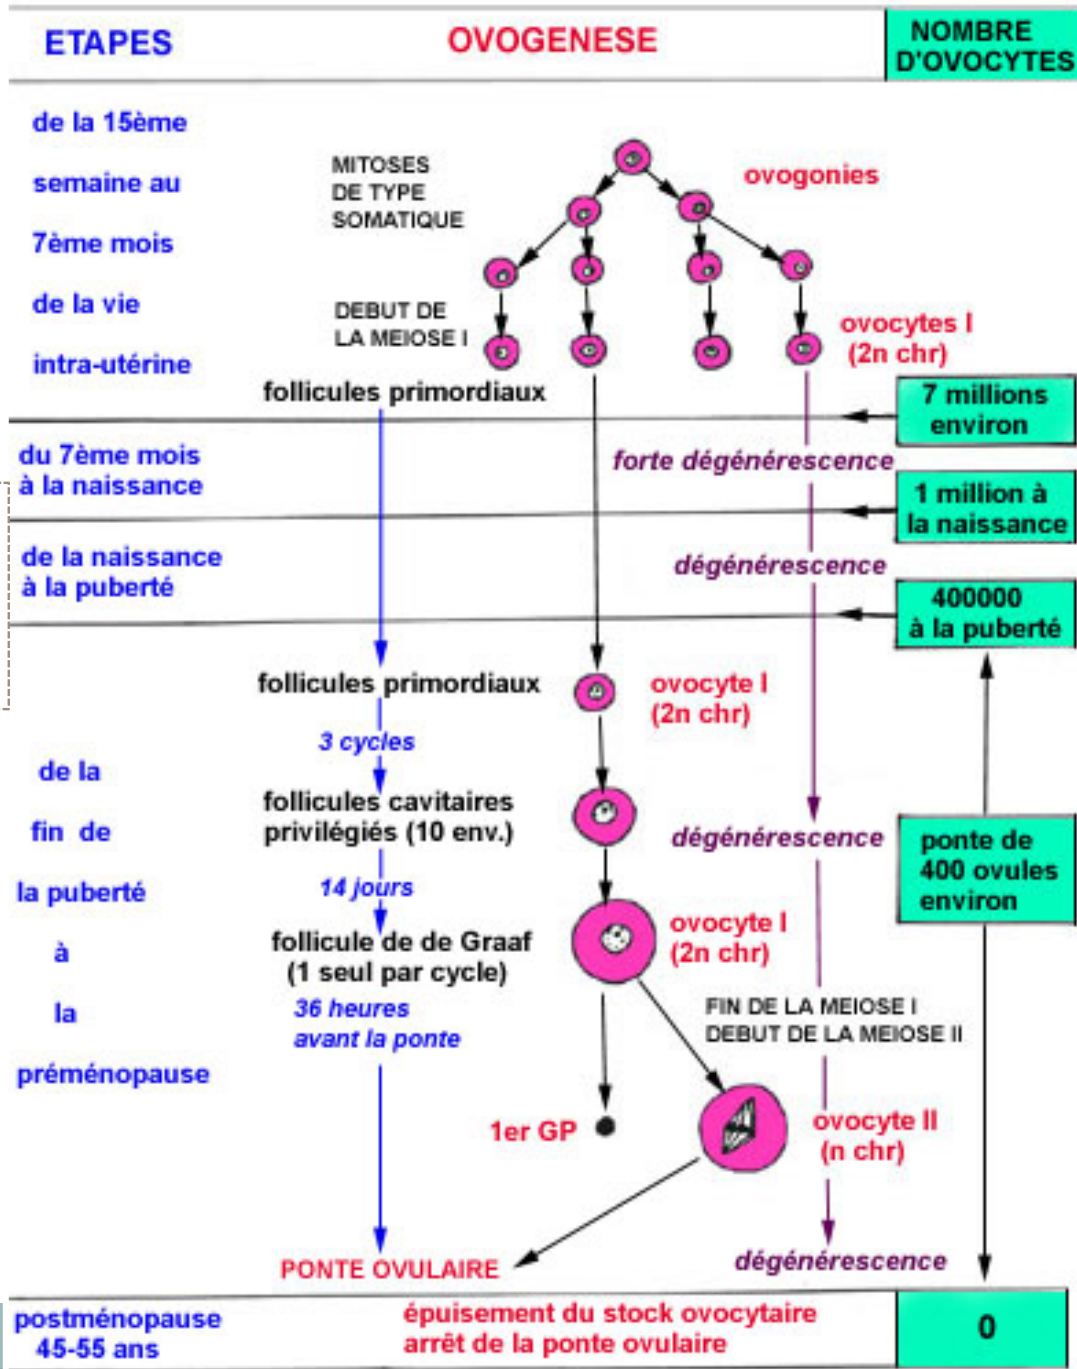 ETAPES
OVOGENESE
NOMBRE
D'OVOCYTES
de la 15ème
semaine au
7ème mois
de la vie
intra-utérine
MITOSES
DE TYPE
SOMATIQUE
ovogonies
DEBUT DE
LA MEIOSE I
ovocytes I
(2n chr)
follicules primordiaux
7 millions
environ
du 7ème mois
à la naissance
forte dégénérescence
1 million à
la naissance
de la naissance
à la puberté
dégénérescence
400000
à la puberté
follicules primordiaux
ovocyte I
(2n chr)
3 cycles
de la
fin de
la puberté
à
la
préménopause
follicules cavitaires
privilégiés (10 env.)
dégénérescence
ponte de
400 ovules
environ
14 jours
follicule de de Graaf
(1 seul par cycle)
ovocyte I
(2n chr)
36 heures
avant la ponte
FIN DE LA MEIOSE I
DEBUT DE LA MEIOSE II
1er GP
ovocyte II
(n chr)
PONTE OVULAIRE
dégénérescence
postménopause
45-55 ans
épuisement du stock ovocytaire
arrêt de la ponte ovulaire
0